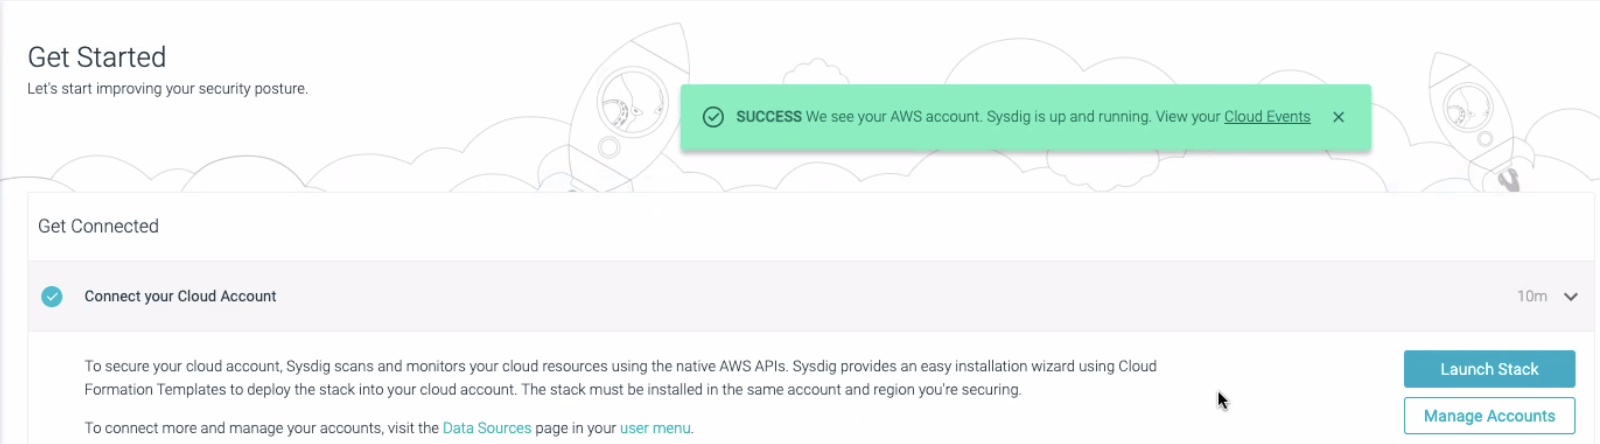 Get Started
Let's start improving your security posture.
SUCCESS We see your AWS account. Sysdig is up and running. View your Cloud Events
Get Connected
Connect your Cloud Account
10m
To secure your cloud account, Sysdig scans and monitors your cloud resources using the native AWS APIs. Sysdig provides an easy installation wizard using Cloud
Formation Templates to deploy the stack into your cloud account. The stack must be installed in the same account and region you're securing.
To connect more and manage your accounts, visit the Data Sources page in your user menu.
Launch Stack
Manage Accounts